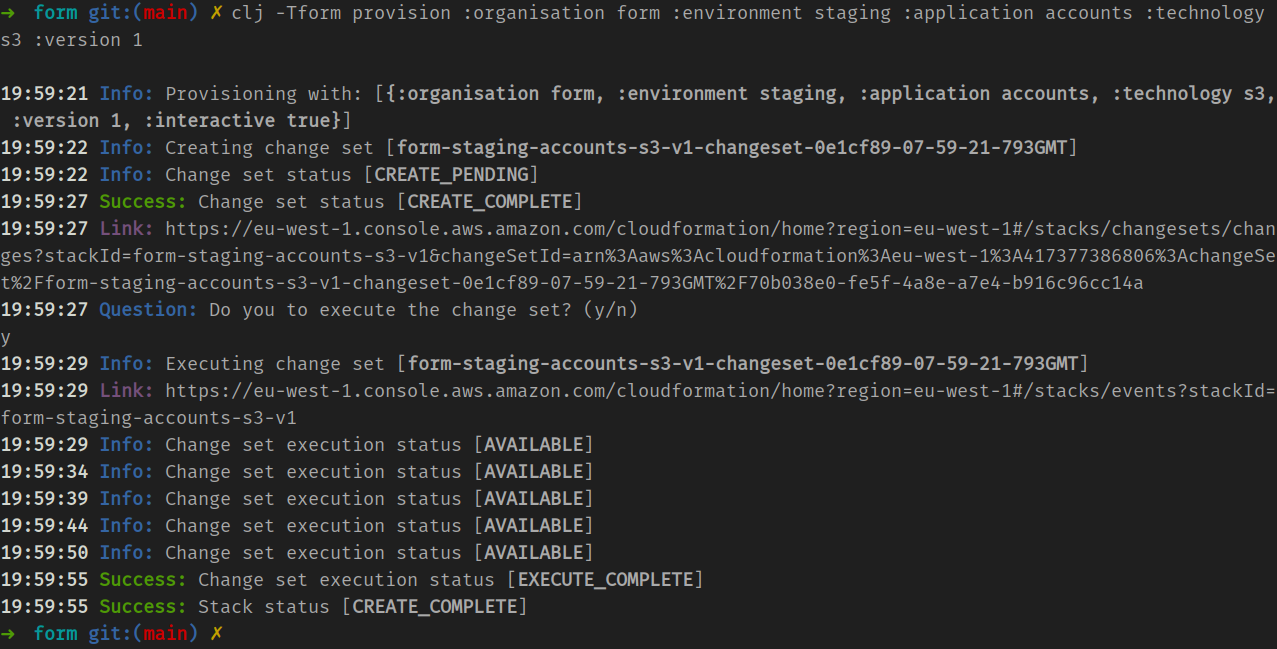 → form git:(main) ✗ clj -Tform provision :organisation form :environment staging :application accounts :technology
s3 :version 1
19:59:21 Info: Provisioning with: [{:organisation form, :environment staging, :application accounts, :technology s3,
 :version 1, :interactive true}]
19:59:22 Info: Creating change set [form-staging-accounts-s3-v1-changeset-0e1cf89-07-59-21-793GMT]
19:59:22 Info: Change set status [CREATE_PENDING]
19:59:27 Success: Change set status [CREATE_COMPLETE]
19:59:27 Link: https://eu-west-1.console.aws.amazon.com/cloudformation/home?region=eu-west-1#/stacks/changesets/chan
ges?stackId=form-staging-accounts-s3-v1&changeSetId=arn%3Aaws%3Acloudformation%3Aeu-west-1%3A417377386806%3AchangeSe
t%2Fform-staging-accounts-s3-v1-changeset-0e1cf89-07-59-21-793GMT%2F70b038e0-fe5f-4a8e-a7e4-b916c96cc14a
19:59:27 Question: Do you to execute the change set? (y/n)
y
19:59:29 Info: Executing change set [form-staging-accounts-s3-v1-changeset-0e1cf89-07-59-21-793GMT]
19:59:29 Link: https://eu-west-1.console.aws.amazon.com/cloudformation/home?region=eu-west-1#/stacks/events?stackId=
form-staging-accounts-s3-v1
19:59:29 Info: Change set execution status [AVAILABLE]
19:59:34 Info: Change set execution status [AVAILABLE]
19:59:39 Info: Change set execution status [AVAILABLE]
19:59:44 Info: Change set execution status [AVAILABLE]
19:59:50 Info: Change set execution status [AVAILABLE]
19:59:55 Success: Change set execution status [EXECUTE_COMPLETE]
19:59:55 Success: Stack status [CREATE_COMPLETE]
→ form git:(main) ✗